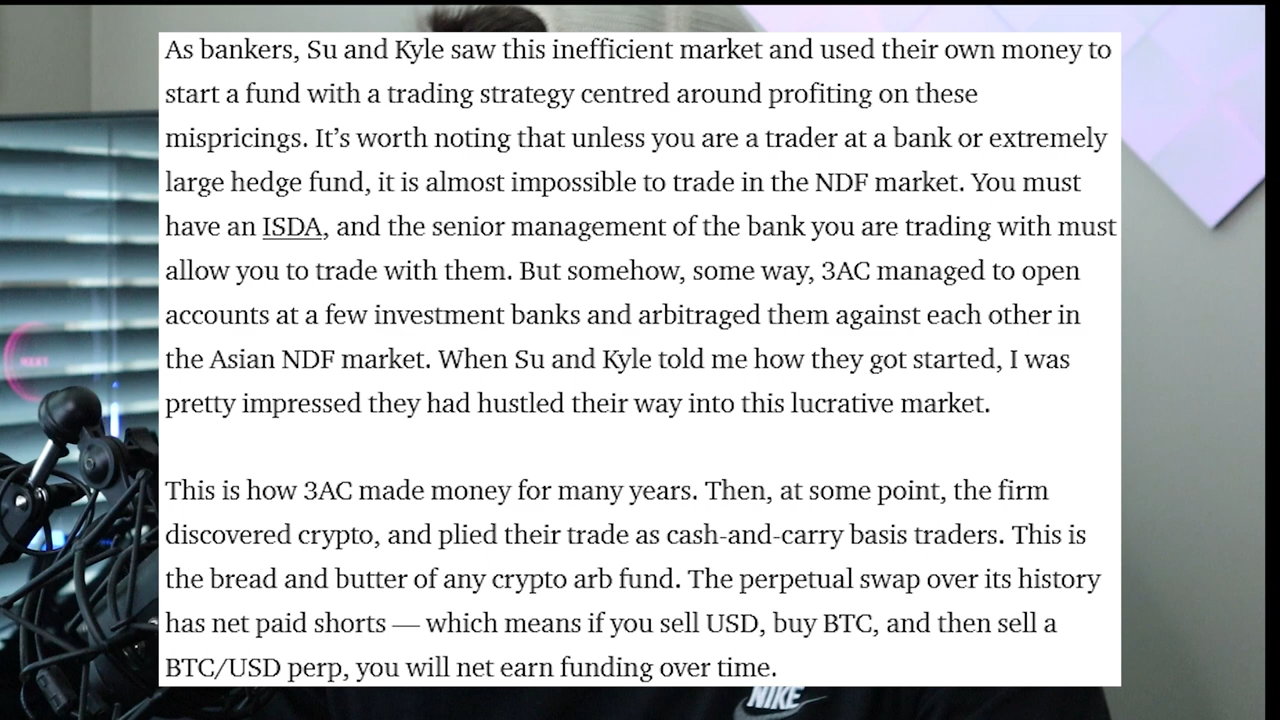 As bankers, Su and Kyle saw this inefficient market and used their own money to
start a fund with a trading strategy centred around profiting on these
mispricings. It’s worth noting that unless you are a trader at a bank or extremely
large hedge fund, it is almost impossible to trade in the NDF market. You must
have an ISDA, and the senior management of the bank you are trading with must
allow you to trade with them. But somehow, some way, 3AC managed to open
accounts at a few investment banks and arbitraged them against each other in
the Asian NDF market. When Su and Kyle told me how they got started, I was
pretty impressed they had hustled their way into this lucrative market.
This is how 3AC made money for many years. Then, at some point, the firm
discovered crypto, and plied their trade as cash-and-carry basis traders. This is
the bread and butter of any crypto arb fund. The perpetual swap over its history
has net paid shorts — which means if you sell USD, buy BTC, and then sell a
BTC/USD perp, you will net earn funding over time.
NEXT
NIKE